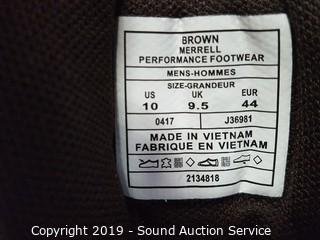 BROWN
MERRELL
PERFORMANCE FOOTWEAR
MENS-HOMMES
SIZE-GRANDEUR
US UK EUR
10 9.5 44
0417 J36981
MADE IN VIETNAM
FABRIQUE EN VIETNAM
2134818
Copyright 2019 - Sound Auction Service